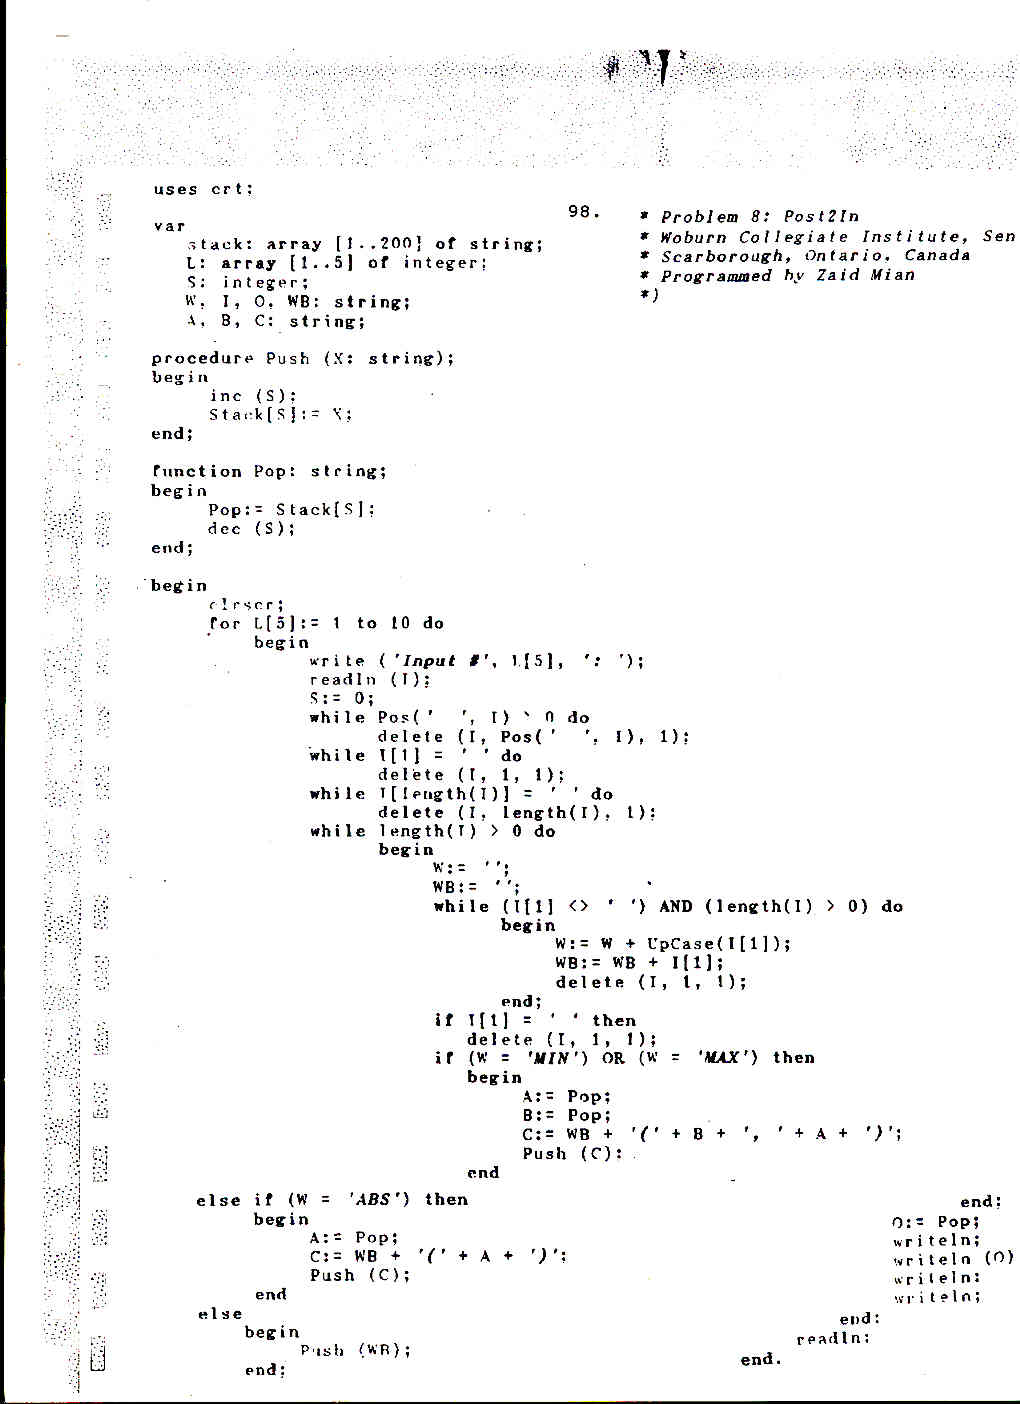 uses crt;
98.
* Problem 8: Post2In
* Woburn Collegiate Institute, Sen
* Scarborough, Ontario, Canada
* Programmed by Zaid Mian
*)
var
stack: array [1..200] of string;
L: array [1..5] of integer;
S: integer;
W, I, O, WB: string;
A, B, C: string;
procedure Push (X: string);
begin
inc (S);
Stack[S]:= X;
end;
function Pop: string;
begin
Pop:= Stack[S];
dec (S);
end;
begin
clrscr;
for L[5]:= 1 to 10 do
begin
write ('Input #', L[5], ': ');
readln (I);
S:= 0;
while Pos('  ', I) > 0 do
delete (I, Pos('  ', I), 1);
while I[1] = ' ' do
delete (I, 1, 1);
while I[length(I)] = ' ' do
delete (I, length(I), 1);
while length(I) > 0 do
begin
W:= '';
WB:= '';
while (I[1] <> ' ') AND (length(I) > 0) do
begin
W:= W + UpCase(I[1]);
WB:= WB + I[1];
delete (I, 1, 1);
end;
if I[1] = ' ' then
delete (I, 1, 1);
if (W = 'MIN') OR (W = 'MAX') then
begin
A:= Pop;
B:= Pop;
C:= WB + '(' + B + ', ' + A + ')';
Push (C);
end
else if (W = 'ABS') then
begin
A:= Pop;
C:= WB + '(' + A + ')';
Push (C);
end
else
begin
Push (WB);
end;
end;
O:= Pop;
writeln;
writeln (O)
writeln;
writeln;
end;
readln;
end.